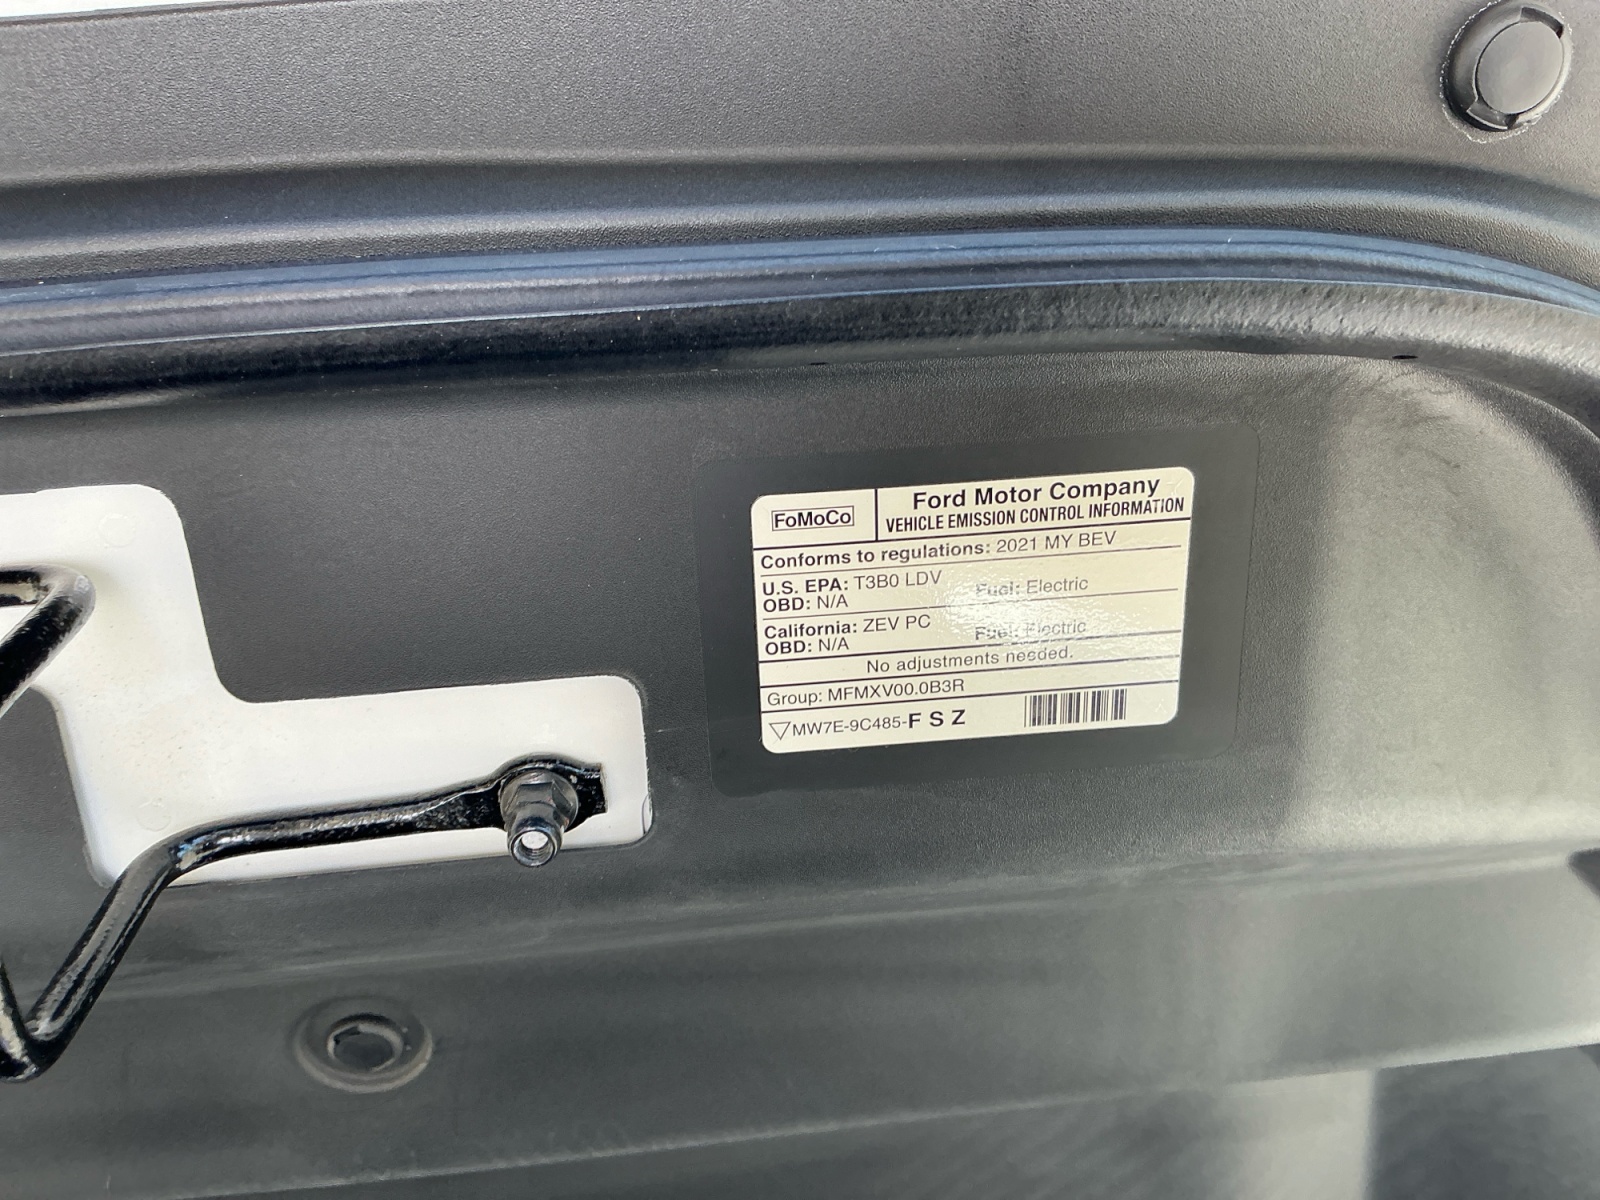 FoMoCo
Ford Motor Company
VEHICLE EMISSION CONTROL INFORMATION
Conforms to regulations: 2021 MY BEV
U.S. EPA: T3B0 LDV Fuel: Electric
OBD: N/A
California: ZEV PC Fuel: Electric
OBD: N/A
No adjustments needed.
Group: MFMXV00.0B3R
MW7E-9C485-F S Z